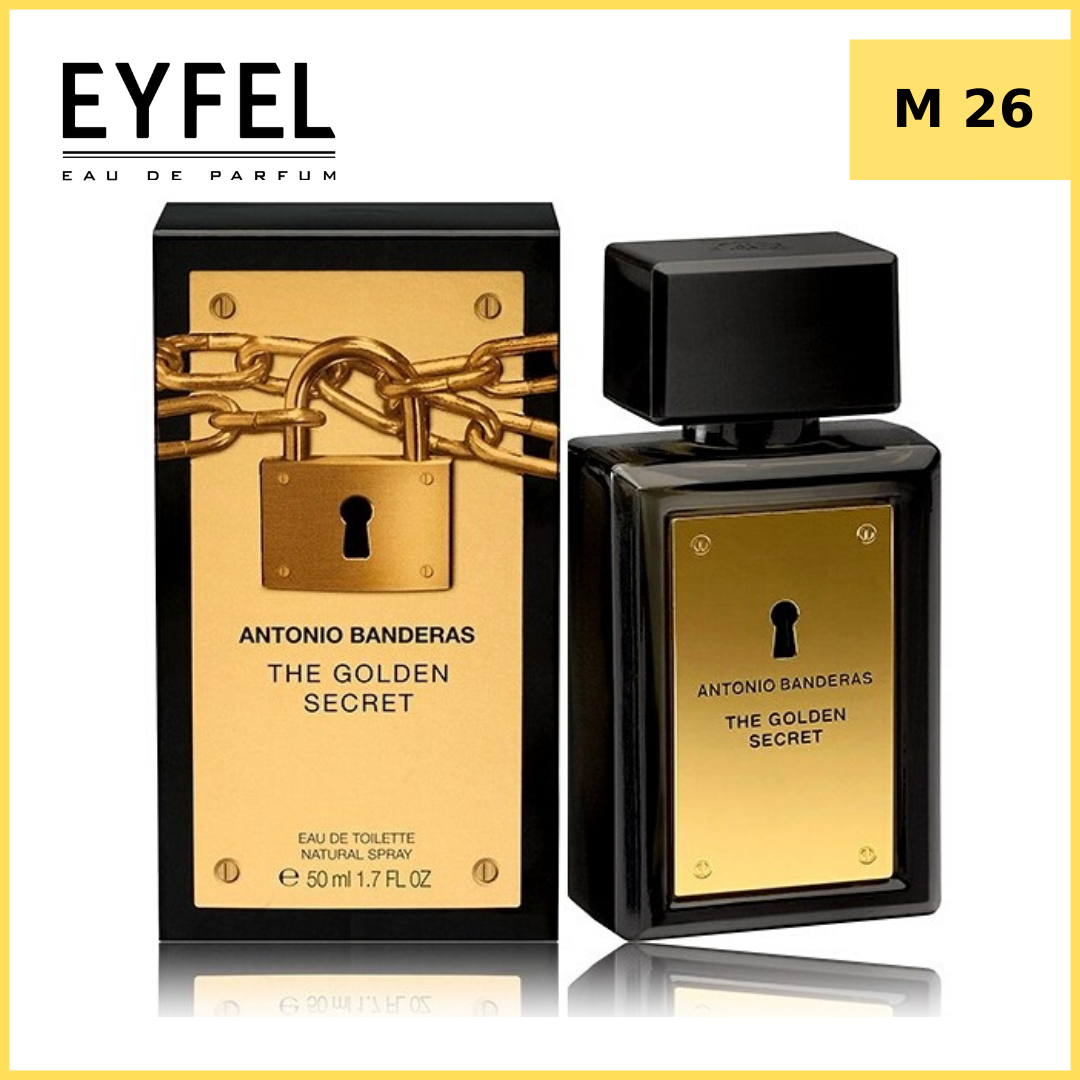 EYFEL
EAU DE PARFUM
M 26
ANTONIO BANDERAS
THE GOLDEN
SECRET
EAU DE TOILETTE
NATURAL SPRAY
℮ 50 ml 1.7 FL OZ
ANTONIO BANDERAS
THE GOLDEN
SECRET